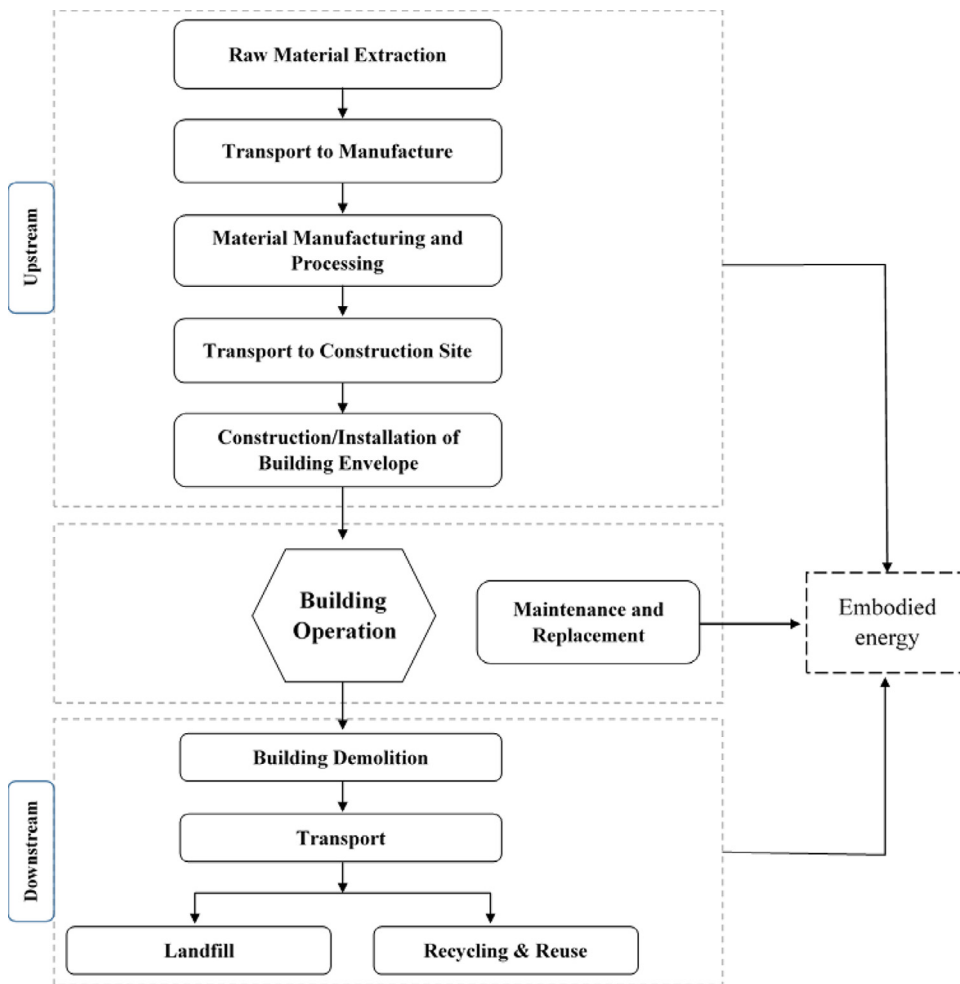 Raw Material Extraction
Transport to Manufacture
Upstream
Material Manufacturing and
Processing
Transport to Construction Site
Construction/Installation of
Building Envelope
Building
Operation
Maintenance and
Replacement
Embodied
energy
Downstream
Building Demolition
Transport
Landfill
Recycling & Reuse